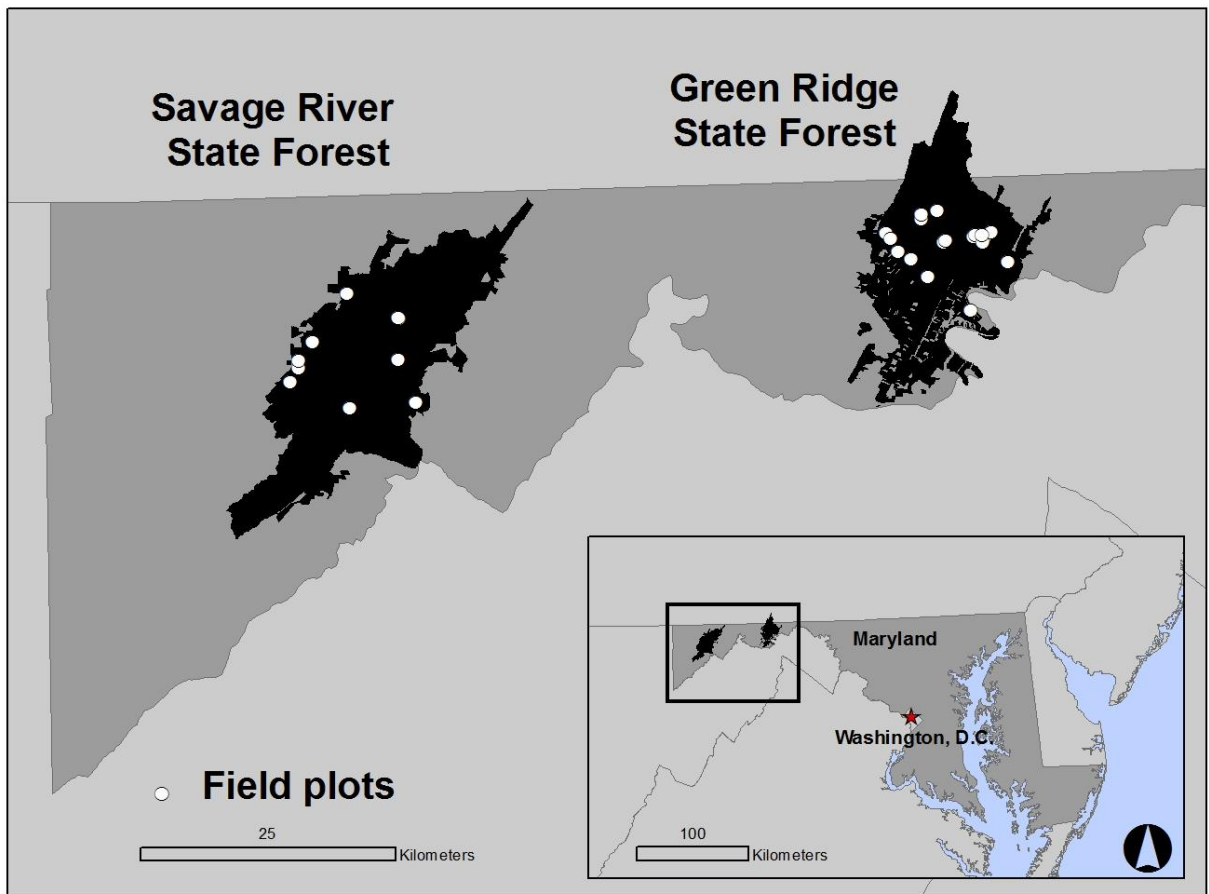 Savage River
State Forest
Green Ridge
State Forest
Maryland
Washington, D.C.
Field plots
25
Kilometers
100
Kilometers